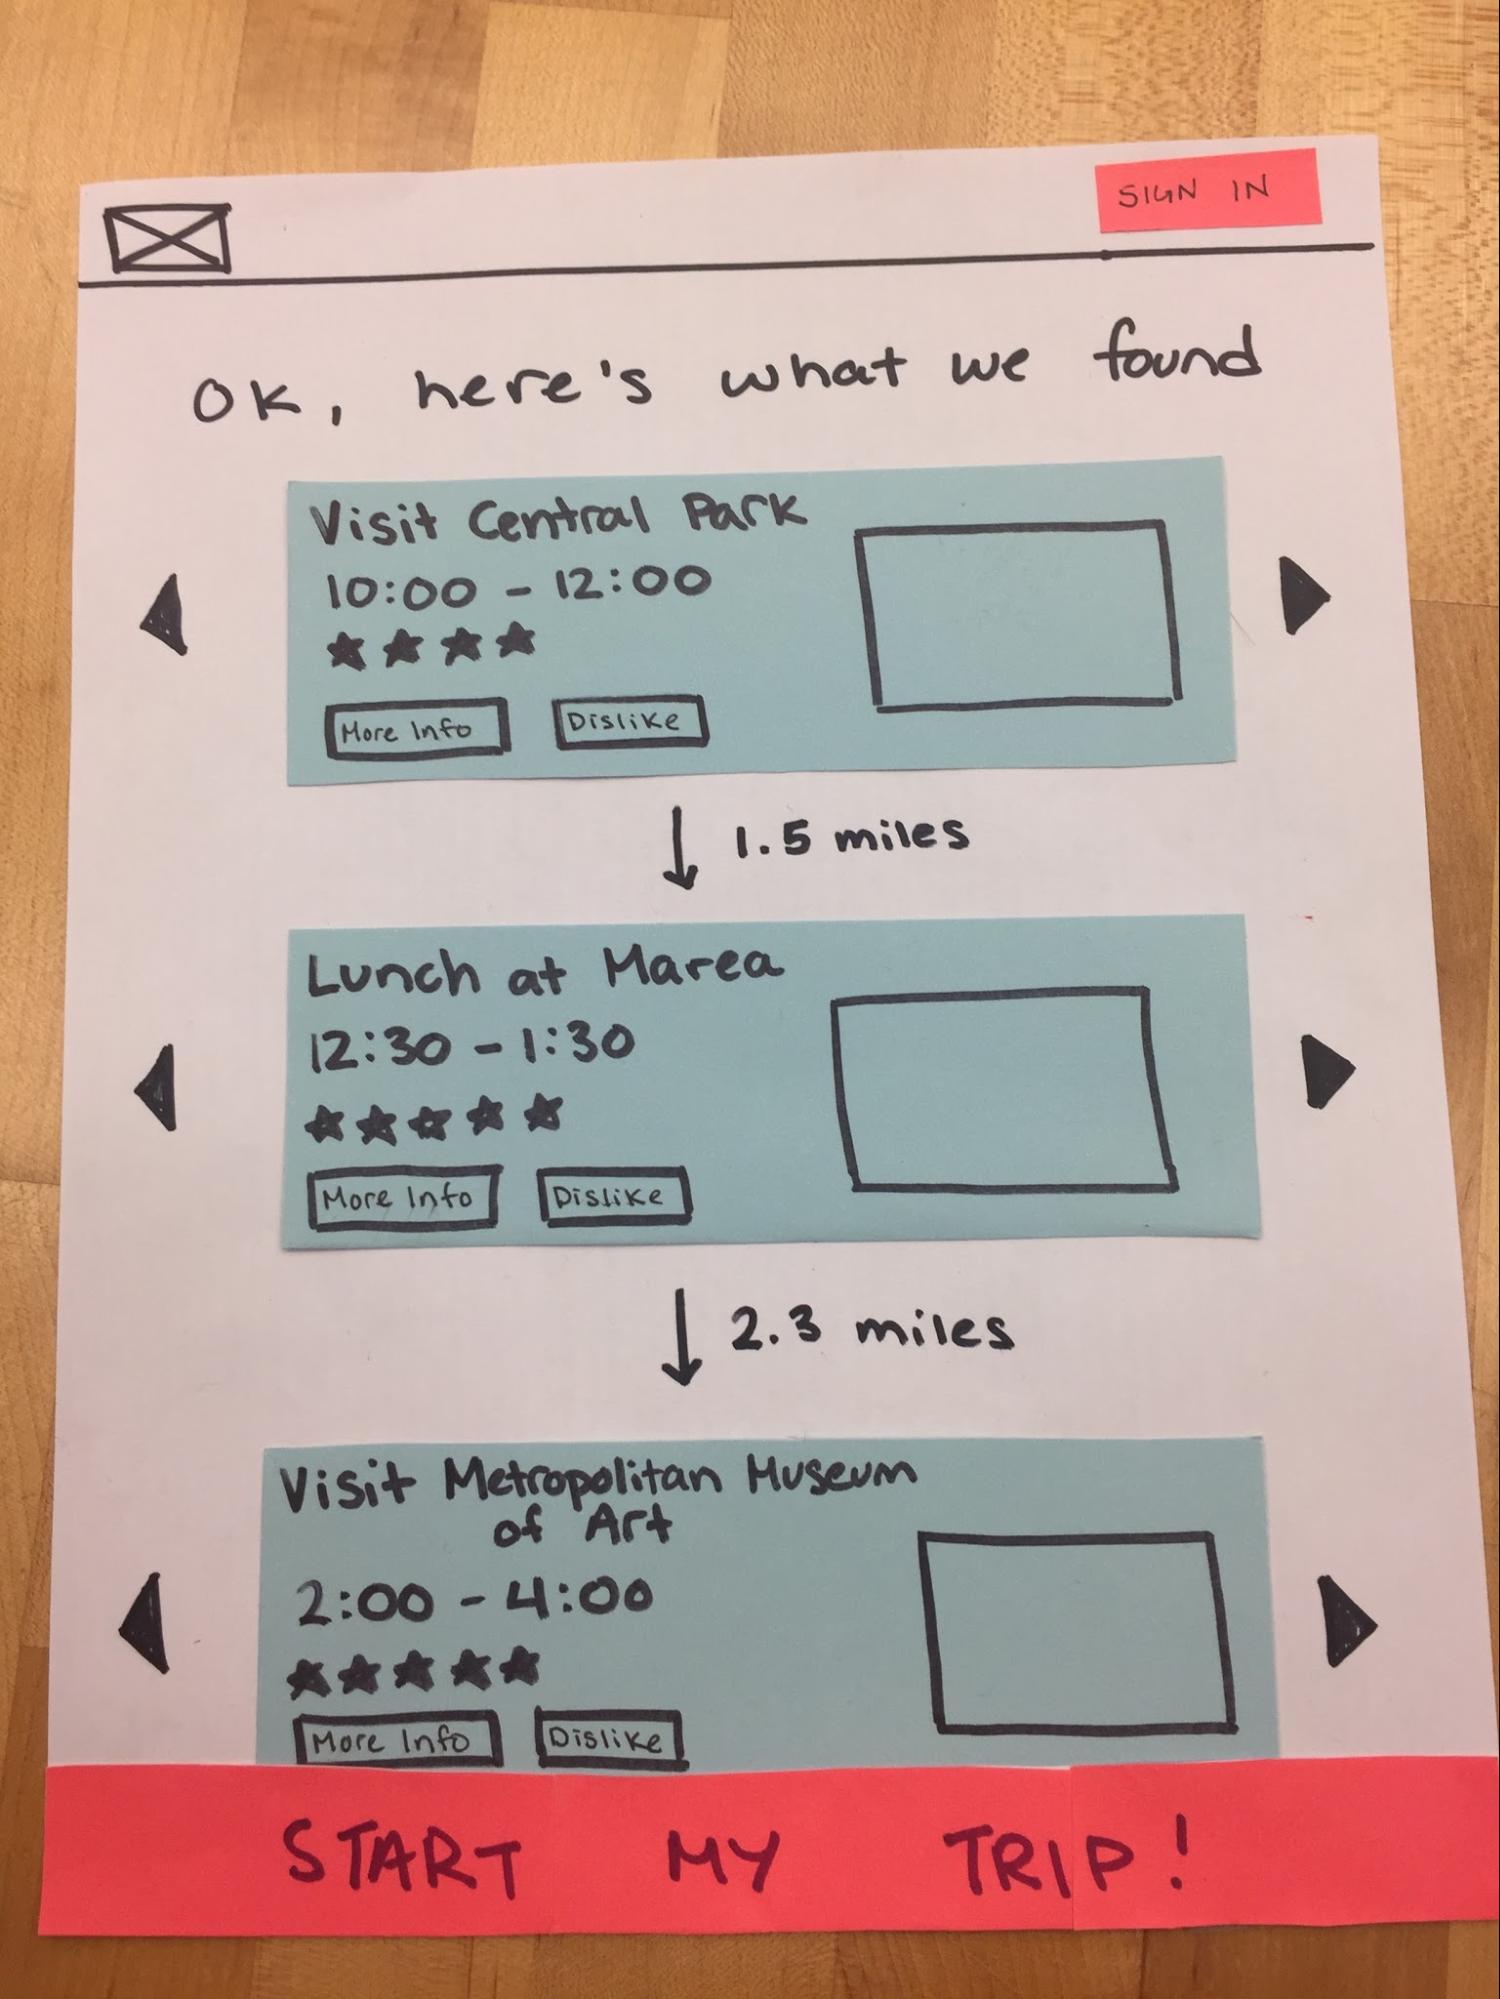 SIGN IN
OK, here's what we found
Visit Central Park
10:00 - 12:00
★ ★ ★ ★
More Info
Dislike
↓ 1.5 miles
Lunch at Marea
12:30 - 1:30
★ ★ ★ ★ ★
More Info
Dislike
↓ 2.3 miles
Visit Metropolitan Museum
of Art
2:00 - 4:00
★ ★ ★ ★ ★
More Info
Dislike
START MY TRIP!